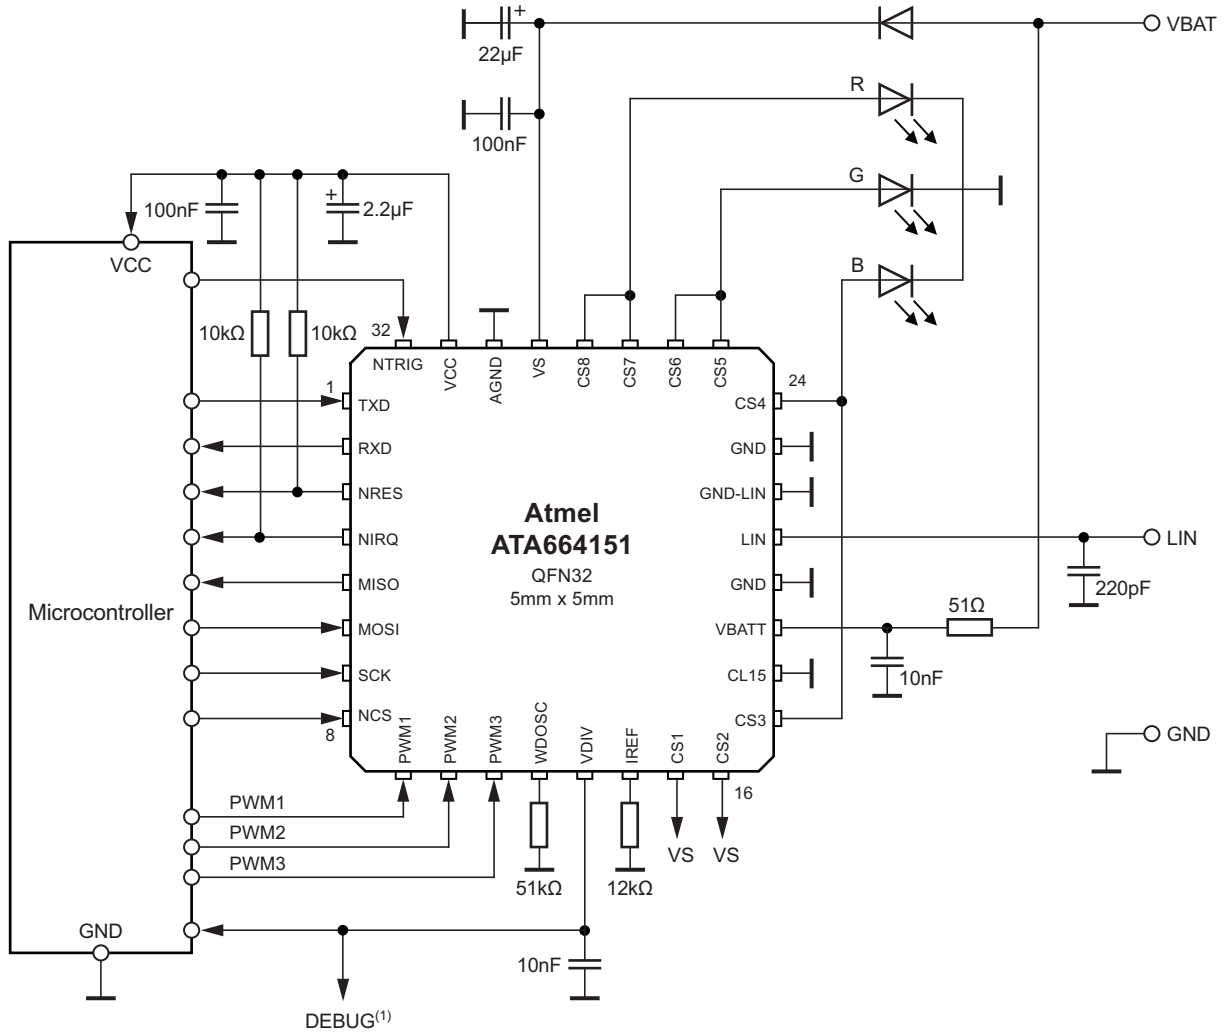 VBAT
22µF
+
R
100nF
G
100nF
+
2.2µF
VCC
B
10kΩ
10kΩ
32
NTRIG
VCC
AGND
VS
CS8
CS7
CS6
CS5
24
1
TXD
CS4
RXD
GND
NRES
GND-LIN
Atmel
ATA664151
QFN32
5mm x 5mm
NIRQ
LIN
LIN
MISO
GND
220pF
Microcontroller
MOSI
VBATT
51Ω
SCK
CL15
10nF
NCS
CS3
8
GND
PWM1
PWM2
PWM3
WDOSC
VDIV
IREF
CS1
CS2
16
PWM1
PWM2
PWM3
VS
VS
51kΩ
12kΩ
GND
10nF
DEBUG(1)